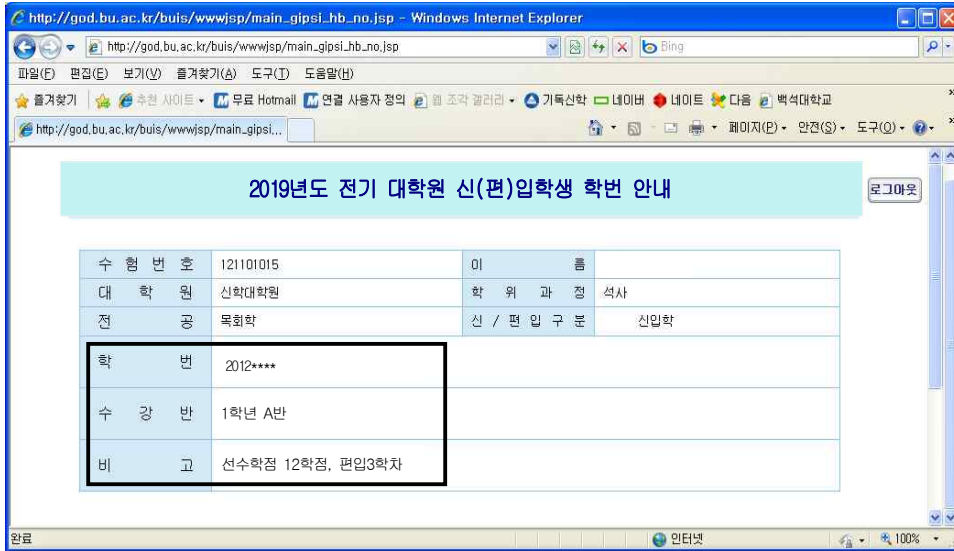 http://god.bu.ac.kr/buis/wwwjsp/main_gipsi_hb_no.jsp - Windows Internet Explorer
http://god.bu.ac.kr/buis/wwwjsp/main_gipsi_hb_no.jsp Bing
파일(F) 편집(E) 보기(V) 즐겨찾기(A) 도구(T) 도움말(H)
즐겨찾기 추천 사이트 무료 Hotmail 연결 사용자 정의 웹 조각 갤러리 기독신학 네이버 네이트 다음 백석대학교
http://god.bu.ac.kr/buis/wwwjsp/main_gipsi... 페이지(P) 안전(S) 도구(O)
2019년도 전기 대학원 신(편)입학생 학번 안내
로그아웃
수 험 번 호 121101015 이 름
대 학 원 신학대학원 학 위 과 정 석사
전 공 목회학 신 / 편 입 구 분 신입학
학 번 2012****
수 강 반 1학년 A반
비 고 선수학점 12학점, 편입3학차
완료 인터넷 100%